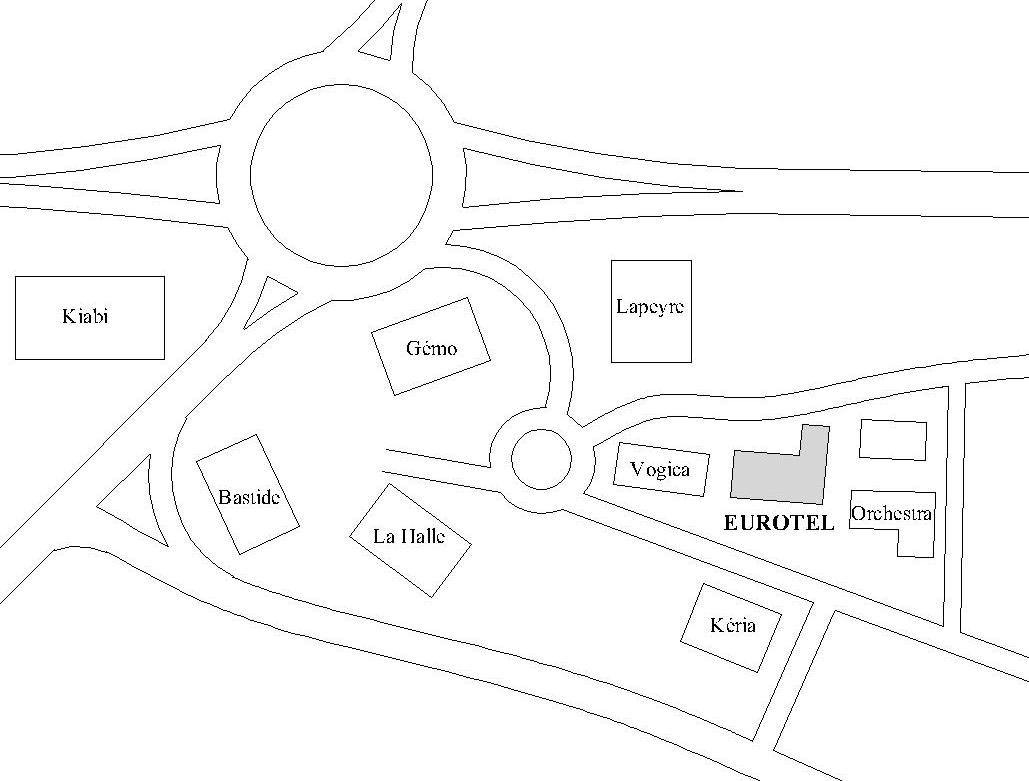 Kiabi
Lapeyre
Gémo
Vogica
Bastide
EUROTEL
Orchestra
La Halle
Kéria